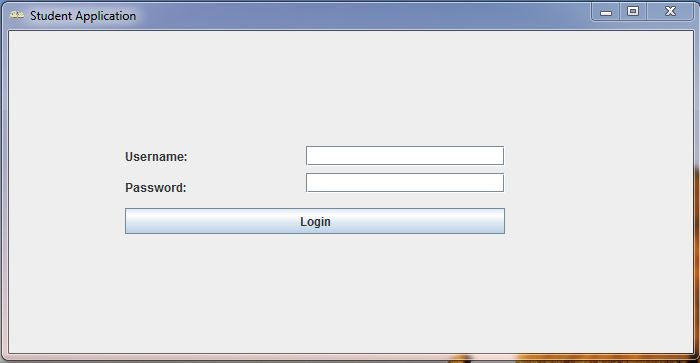 Student Application
Username:
Password:
Login